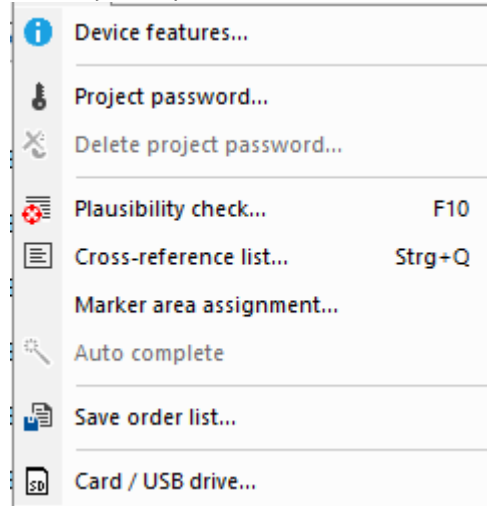 Device features...
Project password...
Delete project password...
Plausibility check... F10
Cross-reference list... Strg+Q
Marker area assignment...
Auto complete
Save order list...
SD Card / USB drive...